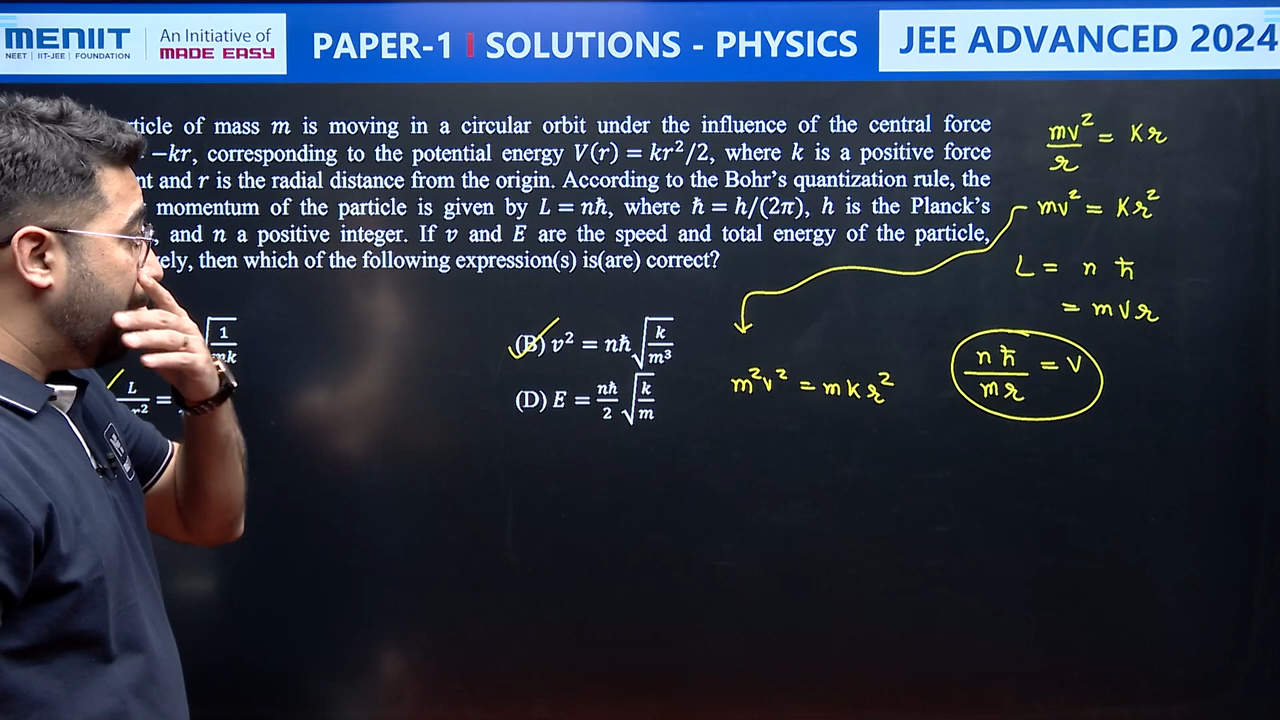 MENIIT
NEET | IIT-JEE | FOUNDATION
An Initiative of
MADE EASY
PAPER-1 | SOLUTIONS - PHYSICS
JEE ADVANCED 2024
of mass m is moving in a circular orbit under the influence of the central force
−kr, corresponding to the potential energy V(r) = kr²/2, where k is a positive force
and r is the radial distance from the origin. According to the Bohr's quantization rule, the
momentum of the particle is given by L = nℏ, where ℏ = h/(2π), h is the Planck's
, and n a positive integer. If v and E are the speed and total energy of the particle,
then which of the following expression(s) is(are) correct?
√(1/mk)
(B) v² = nℏ√(k/m³)
✓ L/mr² =
(D) E = nℏ/2 √(k/m)
mv²/r = Kr
mv² = Kr²
L = nℏ
= mvr
nℏ/mr = v
m²v² = mkr²